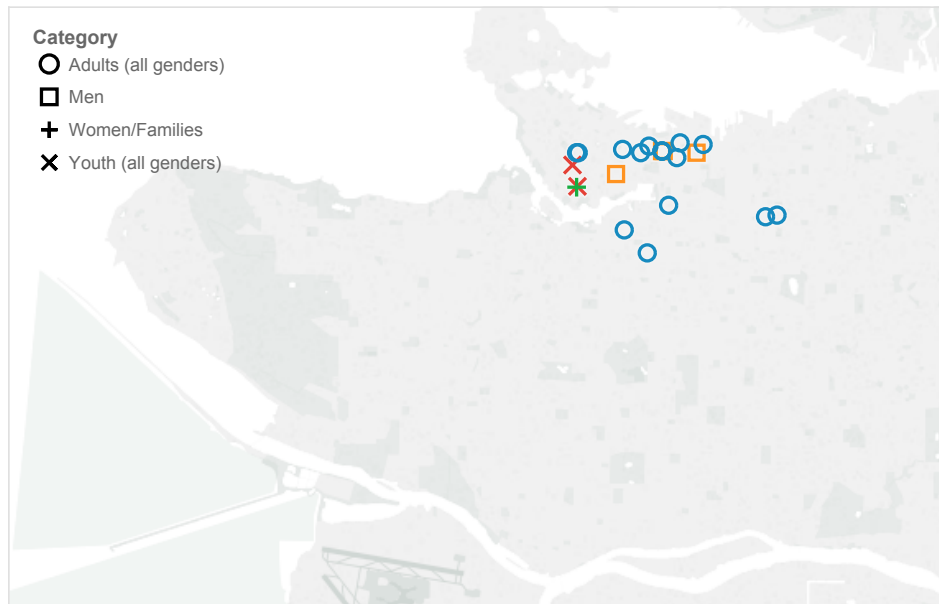 Category
Adults (all genders)
Men
Women/Families
Youth (all genders)